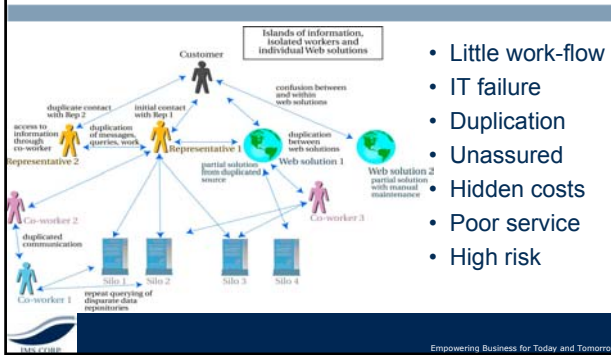 Islands of information,
isolated workers and
individual Web solutions
Customer
duplicate contact
with Rep 2
initial contact
with Rep 1
confusion between
and within
web solutions
access to
information
through
co-worker
duplication
of messages,
queries, work
duplication
between
web solutions
Representative 2
Representative 1
Web solution 1
partial solution
from duplicated
source
Web solution 2
partial solution
with manual
maintenance
Co-worker 2
Co-worker 3
duplicated
communication
Silo 1
Silo 2
Silo 3
Silo 4
Co-worker 1
repeat querying of
disparate data
repositories
• Little work-flow
• IT failure
• Duplication
• Unassured
• Hidden costs
• Poor service
• High risk
IMS CORP
Empowering Business for Today and Tomorro